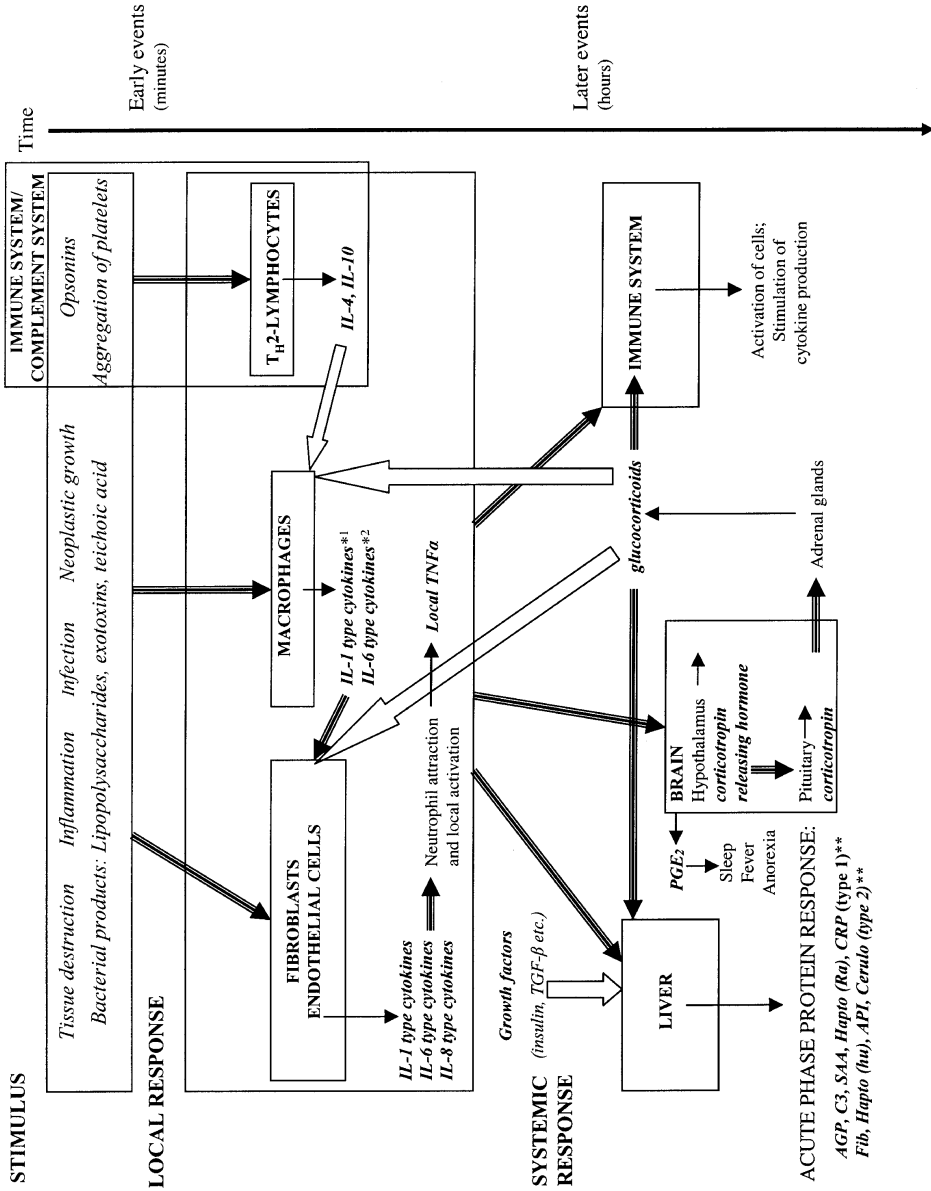 STIMULUS
IMMUNE SYSTEM/
COMPLEMENT SYSTEM
Time
Tissue destruction Inflammation Infection Neoplastic growth
Bacterial products: Lipopolysaccharides, exotoxins, teichoic acid
Opsonins
Aggregation of platelets
Early events
(minutes)
LOCAL RESPONSE
FIBROBLASTS
ENDOTHELIAL CELLS
MACROPHAGES
TH2-LYMPHOCYTES
IL-4, IL-10
IL-1 type cytokines*1
IL-6 type cytokines*2
IL-1 type cytokines
IL-6 type cytokines
IL-8 type cytokines
Neutrophil attraction
and local activation
Local TNFα
SYSTEMIC
RESPONSE
Growth factors
(insulin, TGF-β etc.)
glucocorticoids
Later events
(hours)
LIVER
BRAIN
Hypothalamus
corticotropin
releasing hormone
Pituitary
corticotropin
PGE2
Sleep
Fever
Anorexia
Adrenal glands
IMMUNE SYSTEM
Activation of cells;
Stimulation of
cytokine production
ACUTE PHASE PROTEIN RESPONSE:
AGP, C3, SAA, Hapto (Ra), CRP (type 1)**
Fib, Hapto (hu), API, Cerulo (type 2)**